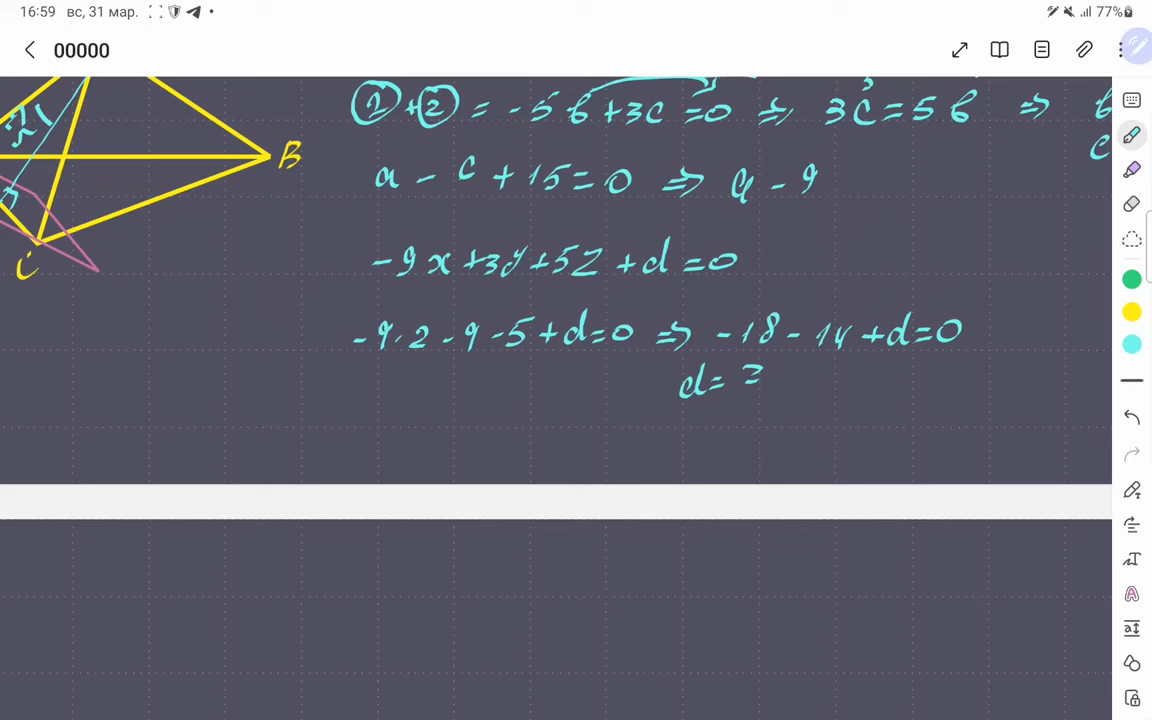 16:59 вс, 31 мар. 77%
00000
① + ② = -5b + 3c = 0 ⇒ 3c = 5b ⇒ b
c
B
a - c + 15 = 0 ⇒ a - 9
C
-9x + 3y + 5z + d = 0
-9·2 - 9 - 5 + d = 0 ⇒ -18 - 14 + d = 0
d = 3